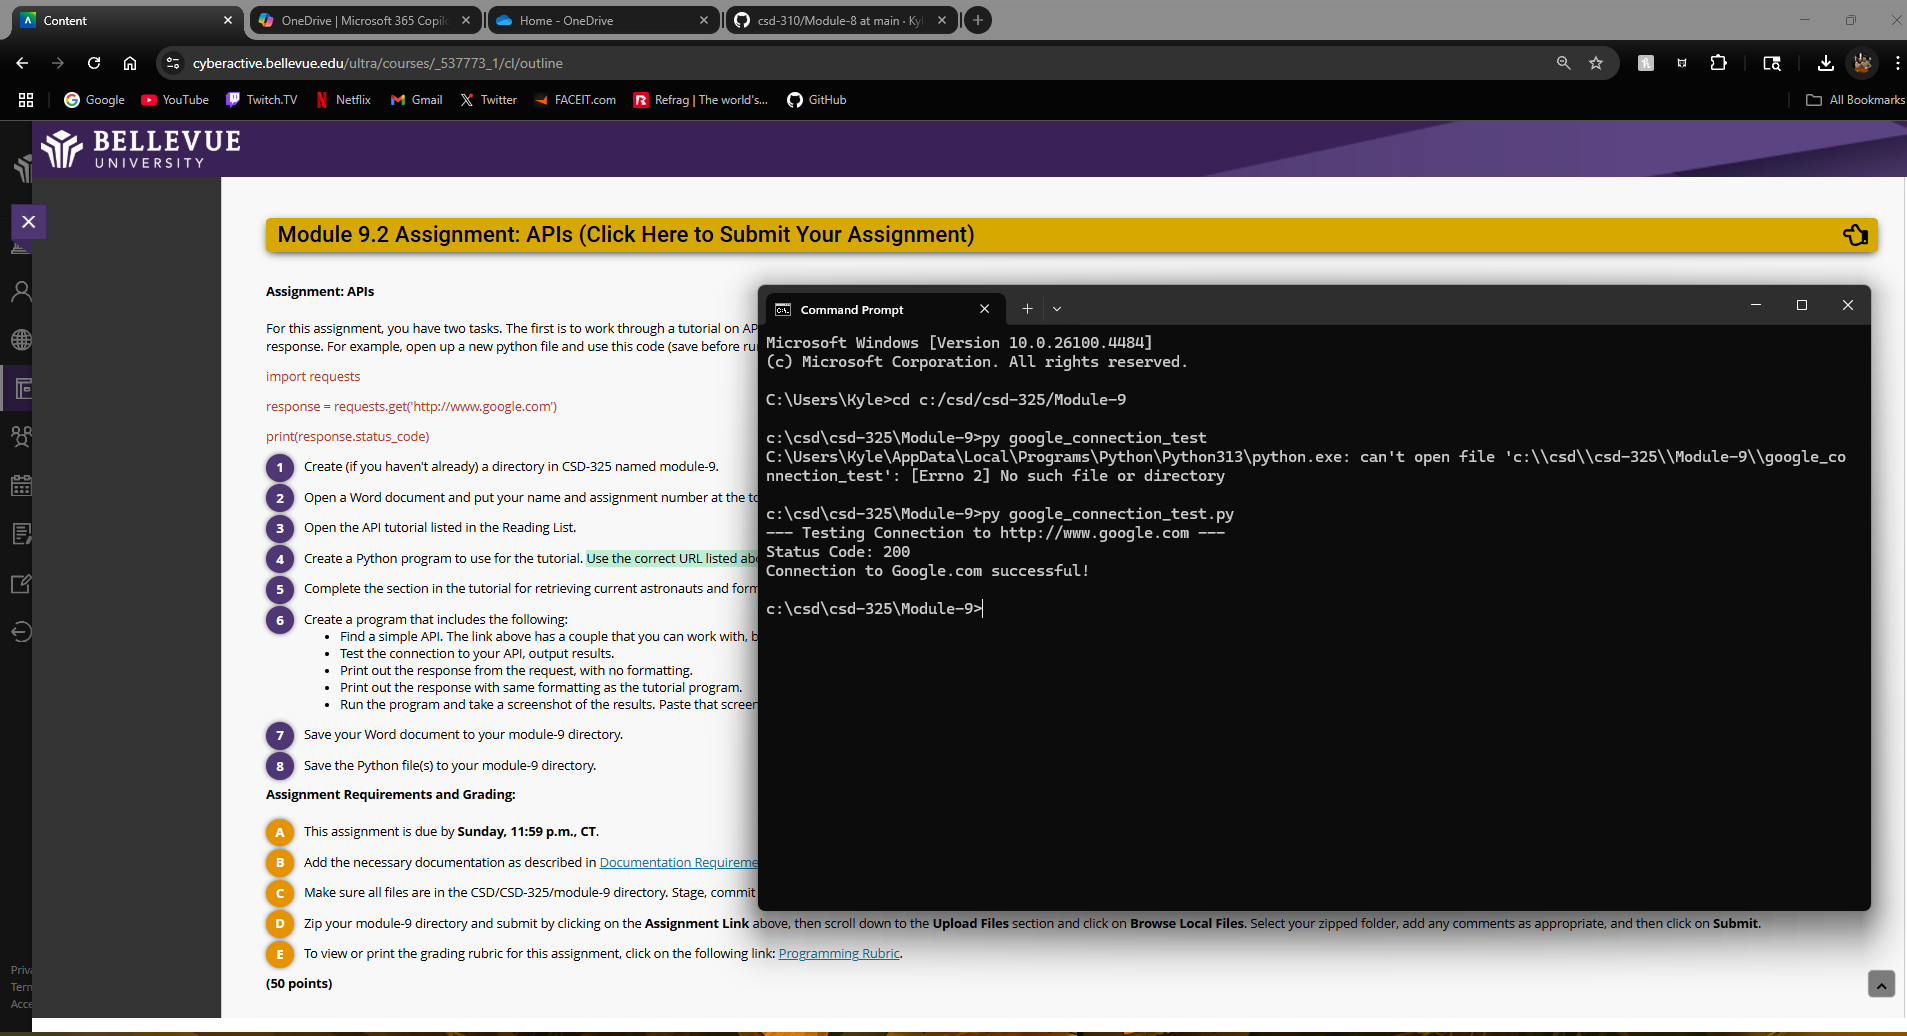 Content
OneDrive | Microsoft 365 Copilo
Home - OneDrive
csd-310/Module-8 at main · Ky
cyberactive.bellevue.edu/ultra/courses/_537773_1/cl/outline
Google YouTube Twitch.TV Netflix Gmail Twitter FACEIT.com Refrag | The world's... GitHub All Bookmarks
BELLEVUE
UNIVERSITY
Module 9.2 Assignment: APIs (Click Here to Submit Your Assignment)
Assignment: APIs
For this assignment, you have two tasks. The first is to work through a tutorial on AP
response. For example, open up a new python file and use this code (save before ru
import requests
response = requests.get('http://www.google.com')
print(response.status_code)
1 Create (if you haven't already) a directory in CSD-325 named module-9.
2 Open a Word document and put your name and assignment number at the to
3 Open the API tutorial listed in the Reading List.
4 Create a Python program to use for the tutorial. Use the correct URL listed abo
5 Complete the section in the tutorial for retrieving current astronauts and form
6 Create a program that includes the following:
• Find a simple API. The link above has a couple that you can work with, b
• Test the connection to your API, output results.
• Print out the response from the request, with no formatting.
• Print out the response with same formatting as the tutorial program.
• Run the program and take a screenshot of the results. Paste that screen
7 Save your Word document to your module-9 directory.
8 Save the Python file(s) to your module-9 directory.
Assignment Requirements and Grading:
A This assignment is due by Sunday, 11:59 p.m., CT.
B Add the necessary documentation as described in Documentation Requireme
C Make sure all files are in the CSD/CSD-325/module-9 directory. Stage, commit
D Zip your module-9 directory and submit by clicking on the Assignment Link above, then scroll down to the Upload Files section and click on Browse Local Files. Select your zipped folder, add any comments as appropriate, and then click on Submit.
E To view or print the grading rubric for this assignment, click on the following link: Programming Rubric.
(50 points)
Priva
Tern
Acce
Command Prompt
Microsoft Windows [Version 10.0.26100.4484]
(c) Microsoft Corporation. All rights reserved.
C:\Users\Kyle>cd c:/csd/csd-325/Module-9
c:\csd\csd-325\Module-9>py google_connection_test
C:\Users\Kyle\AppData\Local\Programs\Python\Python313\python.exe: can't open file 'c:\\csd\\csd-325\\Module-9\\google_co
nnection_test': [Errno 2] No such file or directory
c:\csd\csd-325\Module-9>py google_connection_test.py
--- Testing Connection to http://www.google.com ---
Status Code: 200
Connection to Google.com successful!
c:\csd\csd-325\Module-9>